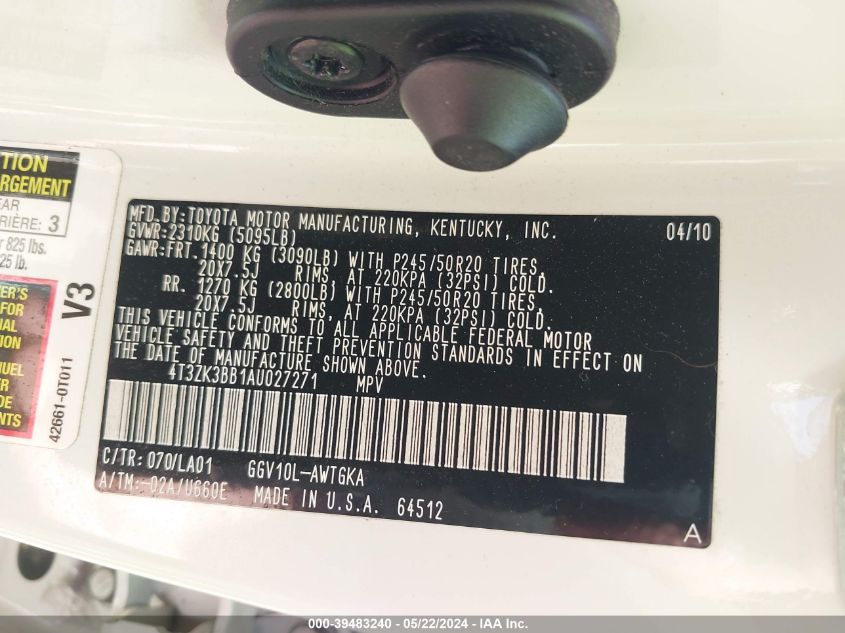 TION
RGEMENT
EAR
RIÈRE: 3
r 825 lbs.
25 lb.
ER'S
FOR
NAL
ION
NUEL
ER
DE
NTS
V3
42661-0T011
MFD. BY: TOYOTA MOTOR MANUFACTURING, KENTUCKY, INC. 04/10
GVWR: 2310KG (5095LB)
GAWR: FRT. 1400 KG (3090LB) WITH P245/50R20 TIRES,
20X7.5J RIMS, AT 220KPA (32PSI) COLD.
RR. 1270 KG (2800LB) WITH P245/50R20 TIRES,
20X7.5J RIMS, AT 220KPA (32PSI) COLD.
THIS VEHICLE CONFORMS TO ALL APPLICABLE FEDERAL MOTOR
VEHICLE SAFETY AND THEFT PREVENTION STANDARDS IN EFFECT ON
THE DATE OF MANUFACTURE SHOWN ABOVE.
4T3ZK3BB1AU027271 MPV
C/TR: 070/LA01 GGV10L-AWTGKA
A/TM: -02A/U660E MADE IN U.S.A. 64512
A
000-39483240 - 05/22/2024 - IAA Inc.